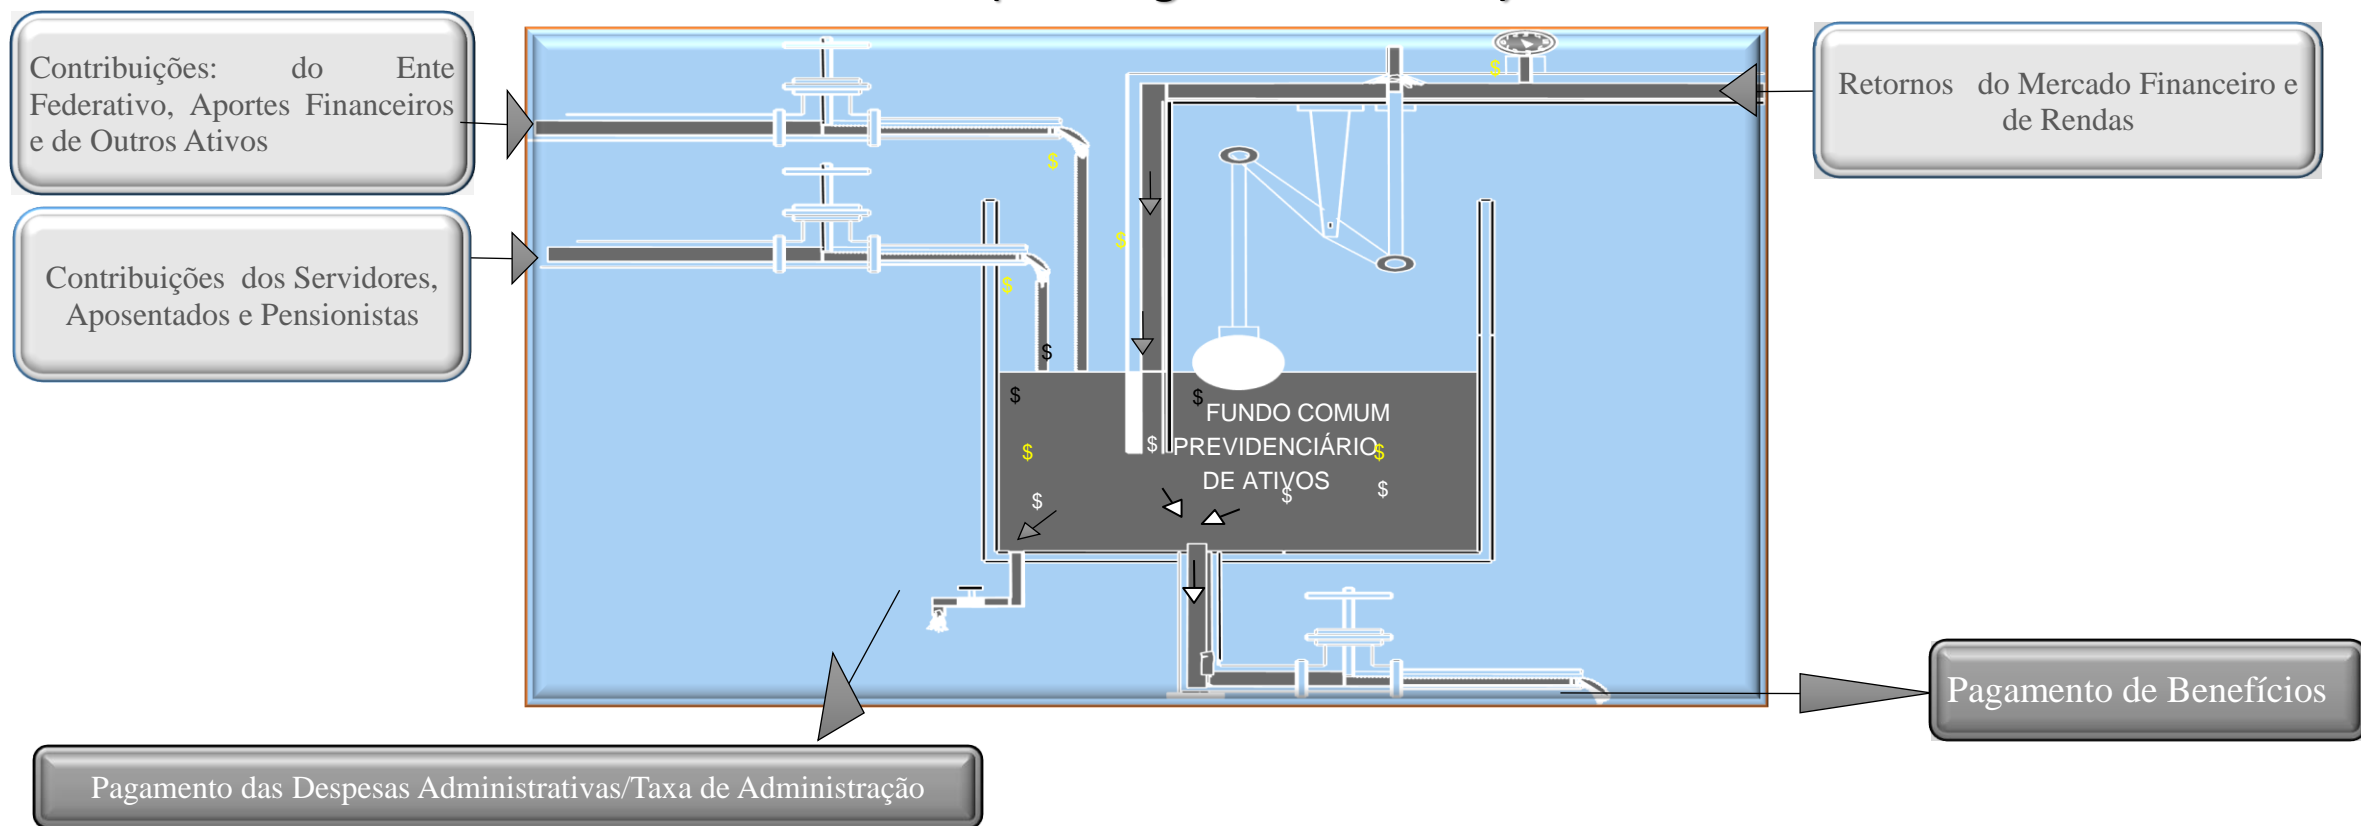 Contribuições: do Ente
Federativo, Aportes Financeiros
e de Outros Ativos
Retornos do Mercado Financeiro e
de Rendas
Contribuições dos Servidores,
Aposentados e Pensionistas
$
$
$
$
$
$
$
FUNDO COMUM
$ PREVIDENCIÁRIO $
DE ATIVOS
$
$
$
$
Pagamento de Benefícios
Pagamento das Despesas Administrativas/Taxa de Administração